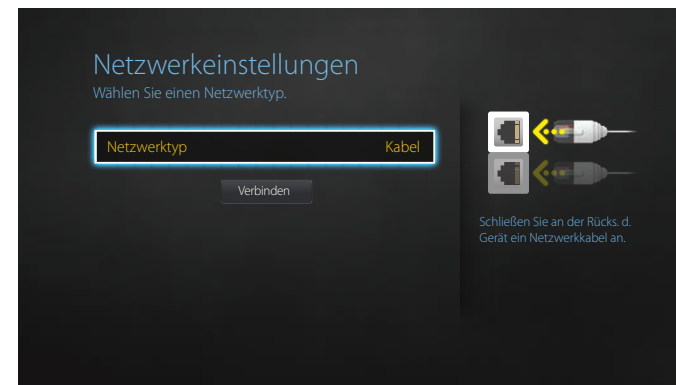 Netzwerkeinstellungen
Wählen Sie einen Netzwerktyp.
Netzwerktyp Kabel
Verbinden
Schließen Sie an der Rücks. d.
Gerät ein Netzwerkkabel an.